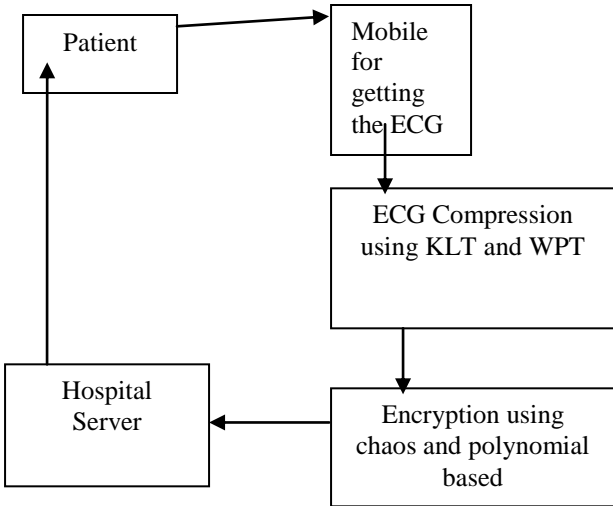 Patient
Mobile
for
getting
the ECG
ECG Compression
using KLT and WPT
Hospital
Server
Encryption using
chaos and polynomial
based